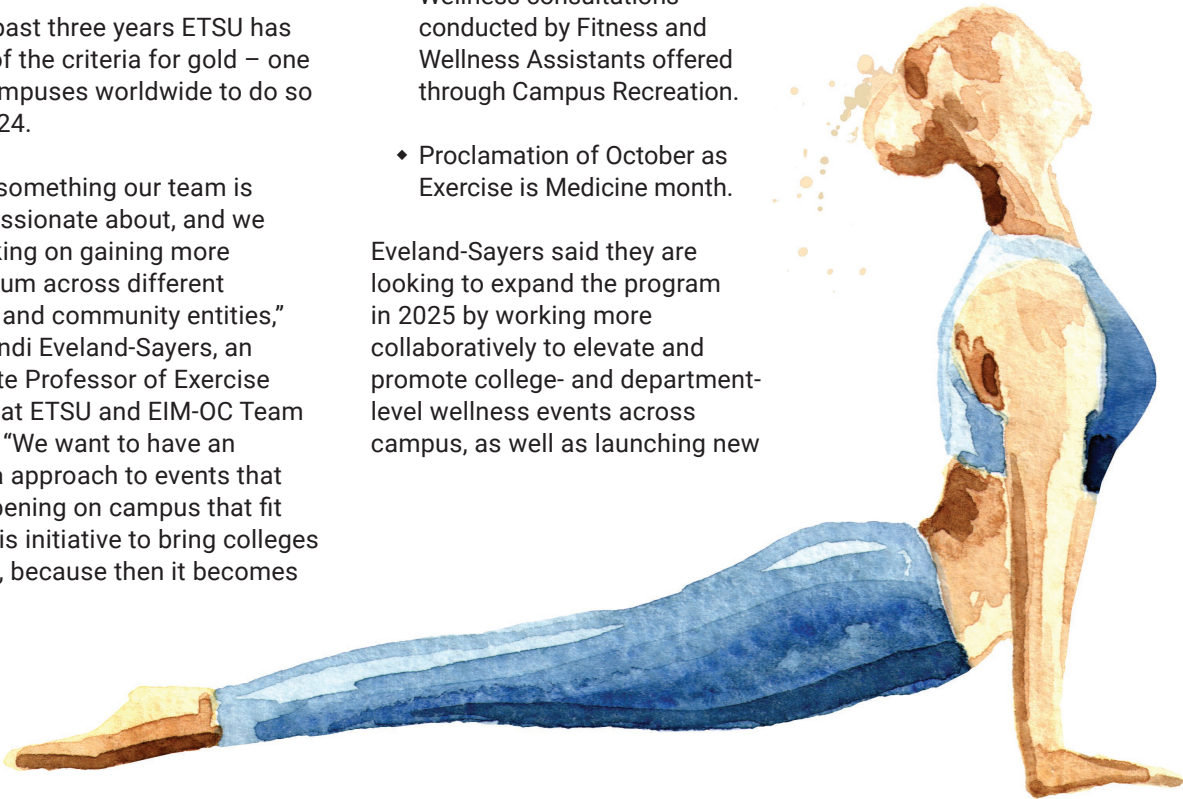 past three years ETSU has
of the criteria for gold – one
mpuses worldwide to do so
24.
something our team is
ssionate about, and we
king on gaining more
um across different
and community entities,”
ndi Eveland-Sayers, an
te Professor of Exercise
at ETSU and EIM-OC Team
“We want to have an
a approach to events that
pening on campus that fit
is initiative to bring colleges
, because then it becomes
Wellness consultations
conducted by Fitness and
Wellness Assistants offered
through Campus Recreation.
◆ Proclamation of October as
Exercise is Medicine month.
Eveland-Sayers said they are
looking to expand the program
in 2025 by working more
collaboratively to elevate and
promote college- and department-
level wellness events across
campus, as well as launching new